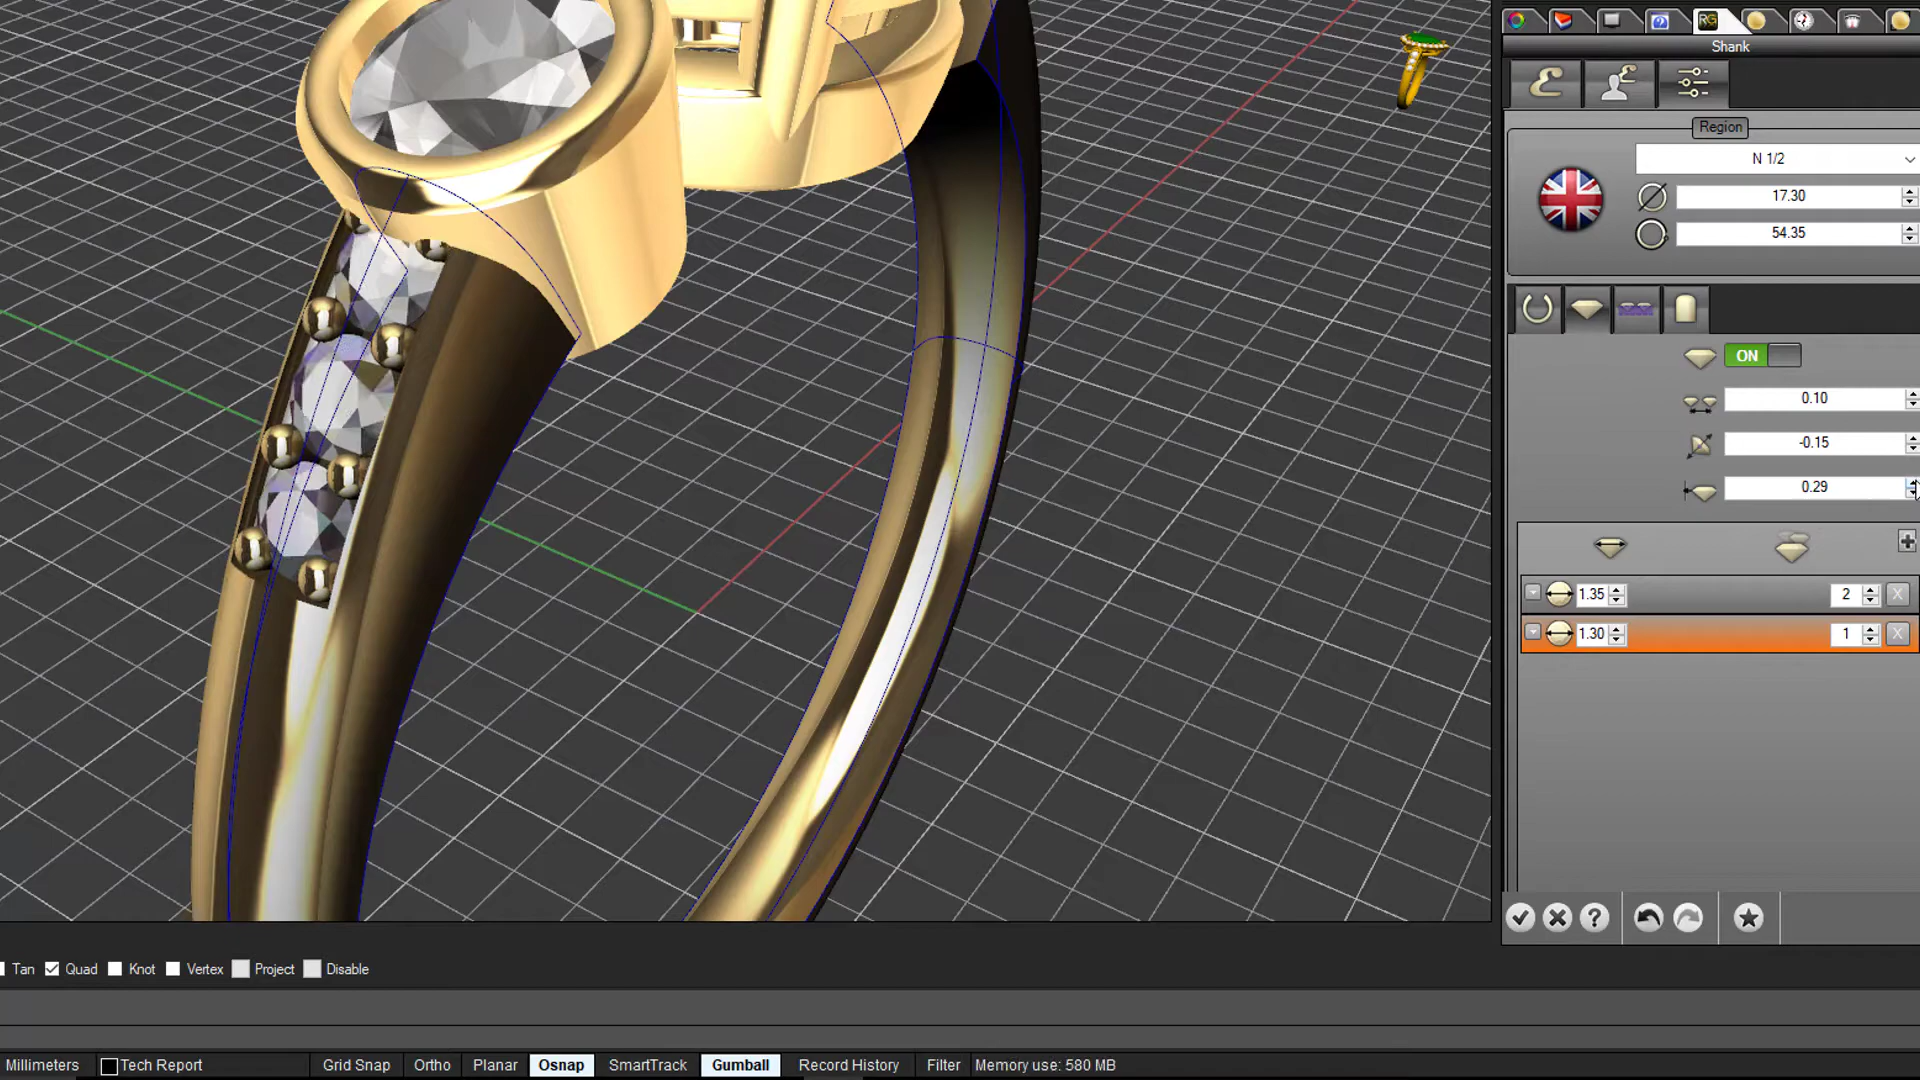 RG
Shank
Region
N 1/2
17.30
54.35
ON
0.10
-0.15
0.29
1.35 2 X
1.30 1 X
Tan Quad Knot Vertex Project Disable
Millimeters Tech Report Grid Snap Ortho Planar Osnap SmartTrack Gumball Record History Filter Memory use: 580 MB